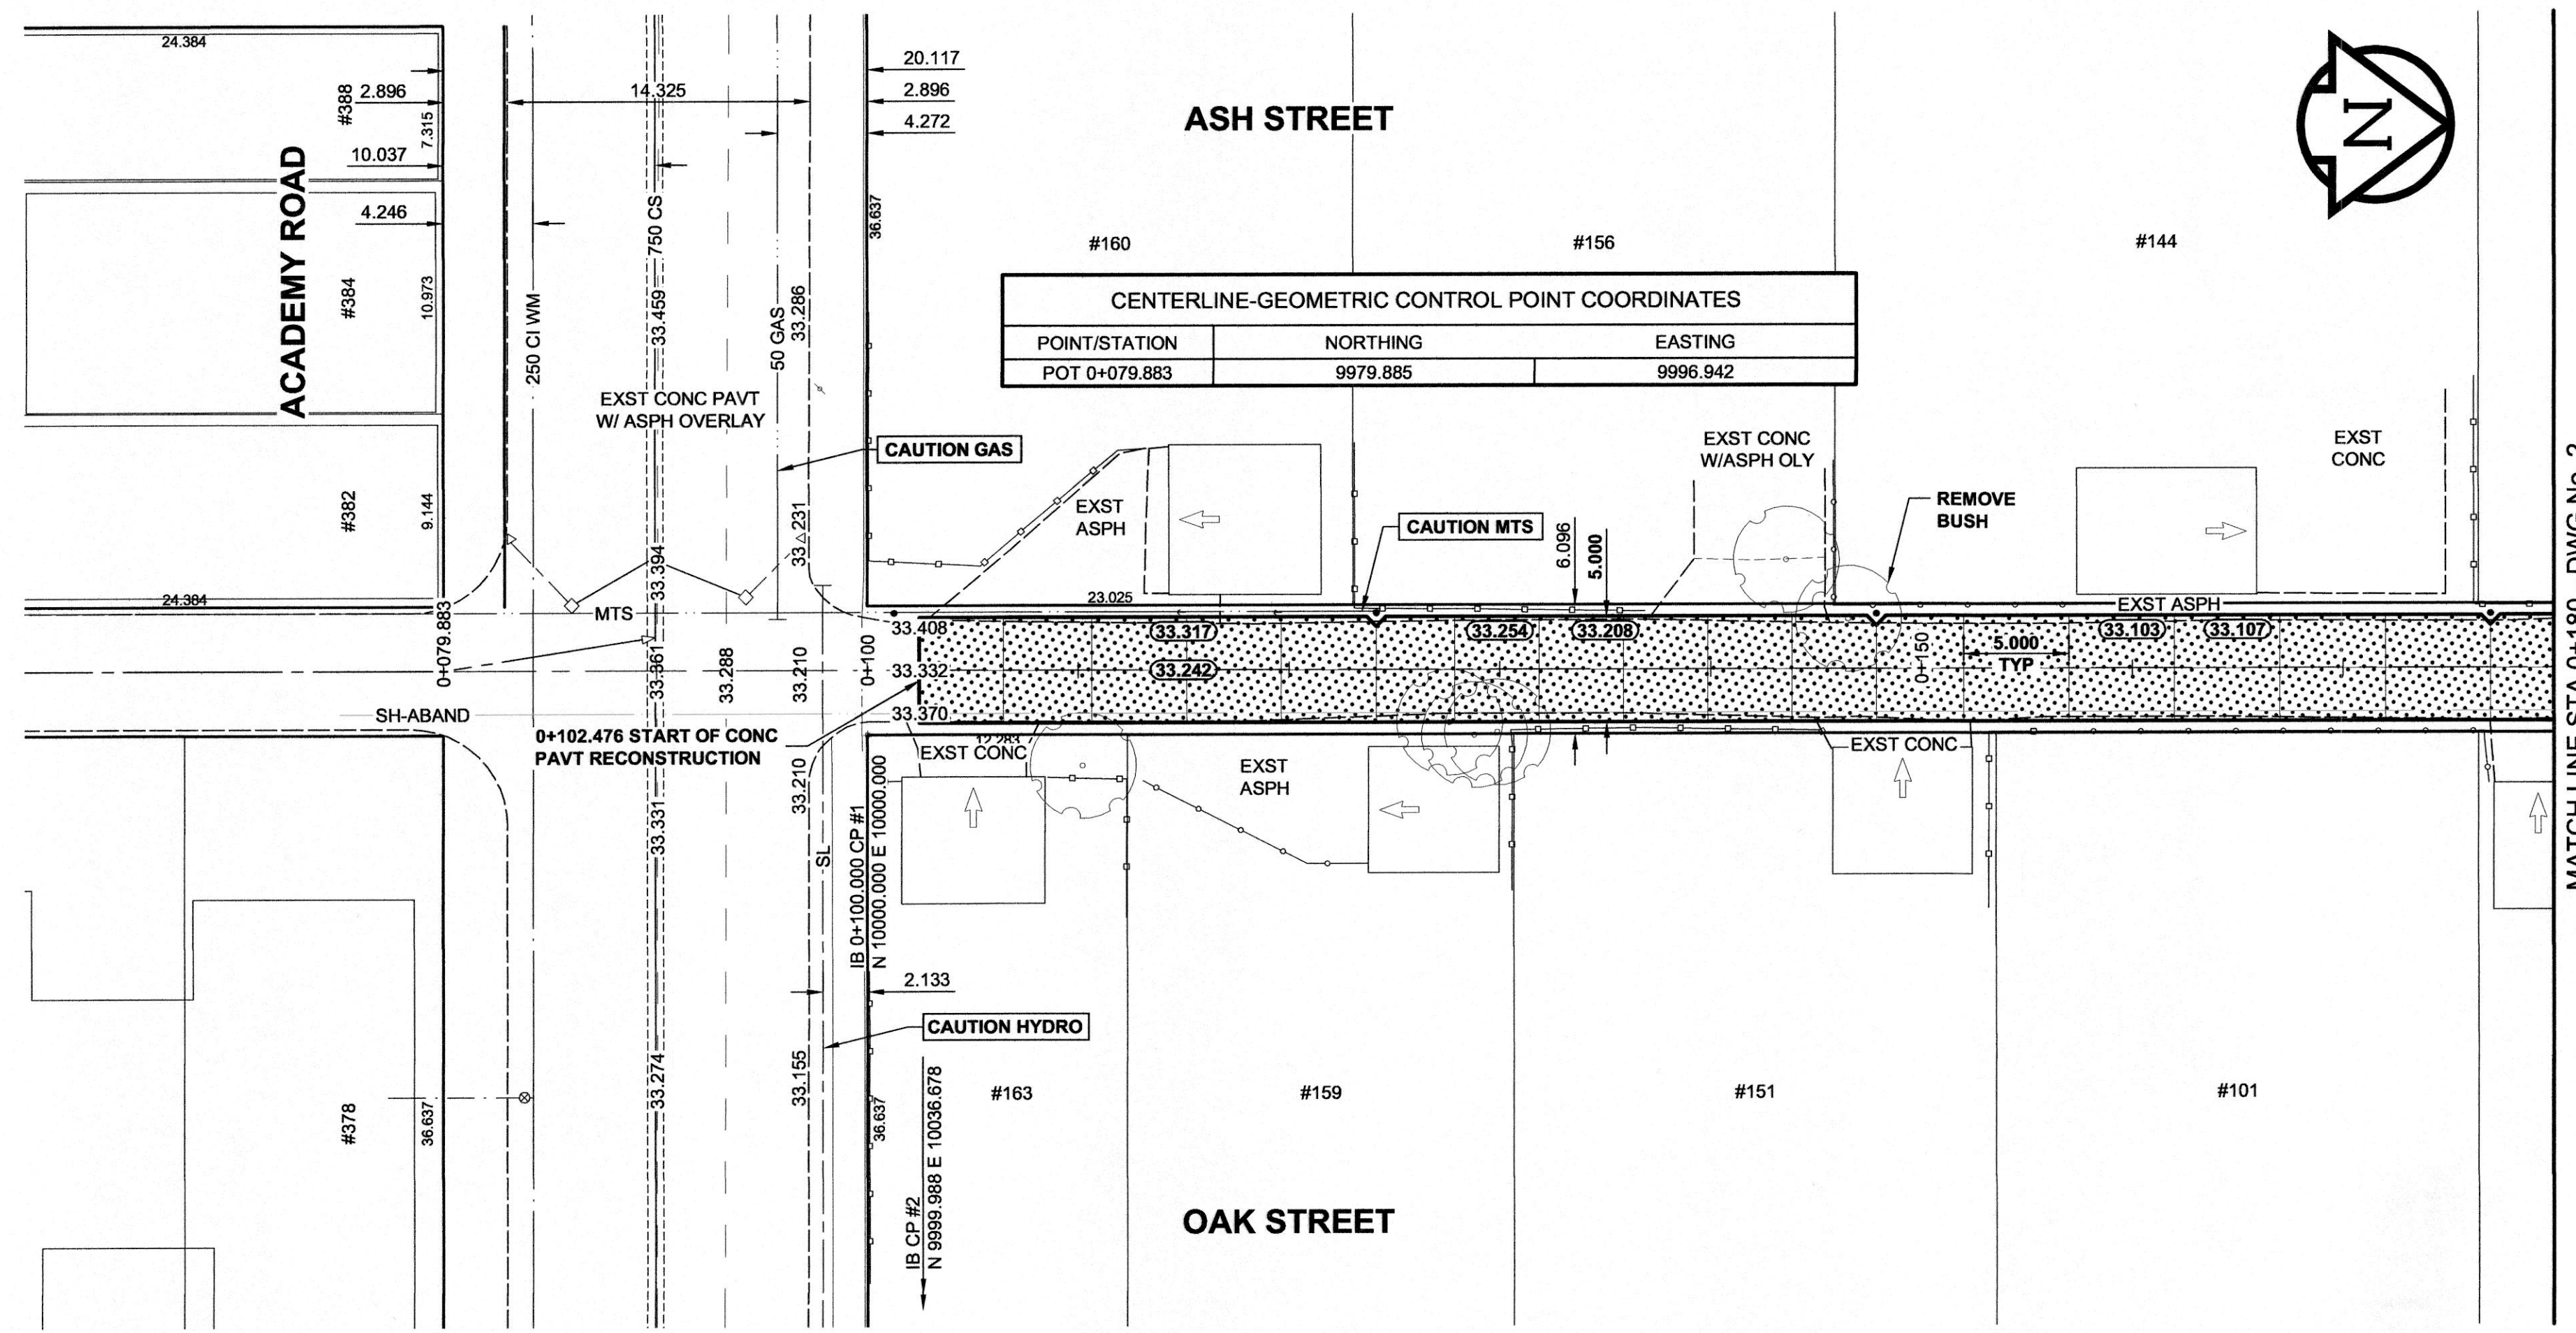 24.384
20.117
#388
2.896
14.325
2.896
7.315
4.272
ASH STREET
N
10.037
ACADEMY ROAD
4.246
750 CS
36.637
#160
#156
#144
#384
10.973
250 CI WM
33.459
50 GAS
33.286
CENTERLINE-GEOMETRIC CONTROL POINT COORDINATES
POINT/STATION NORTHING EASTING
POT 0+079.883 9979.885 9996.942
EXST CONC PAVT
W/ ASPH OVERLAY
CAUTION GAS
EXST CONC
W/ASPH OLY
EXST
CONC
#382
9.144
EXST
ASPH
CAUTION MTS
REMOVE
BUSH
33.394
33.231
6.096
5.000
24.384
MTS
23.025
EXST ASPH
0+079.883
33.408
33.317
33.254
33.208
33.103
33.107
5.000
TYP
0+100
0+150
33.361
33.288
33.210
33.332
33.242
33.370
SH-ABAND
0+102.476 START OF CONC
PAVT RECONSTRUCTION
12.283
EXST CONC
EXST CONC
EXST
ASPH
33.210
33.331
SL
IB 0+100.000 CP #1
N 10000.000 E 10000.000
2.133
CAUTION HYDRO
33.274
33.155
#378
36.637
36.637
IB CP #2
N 9999.988 E 10036.678
#163
#159
#151
#101
OAK STREET
MATCH LINE STA 0+180 DWG No.